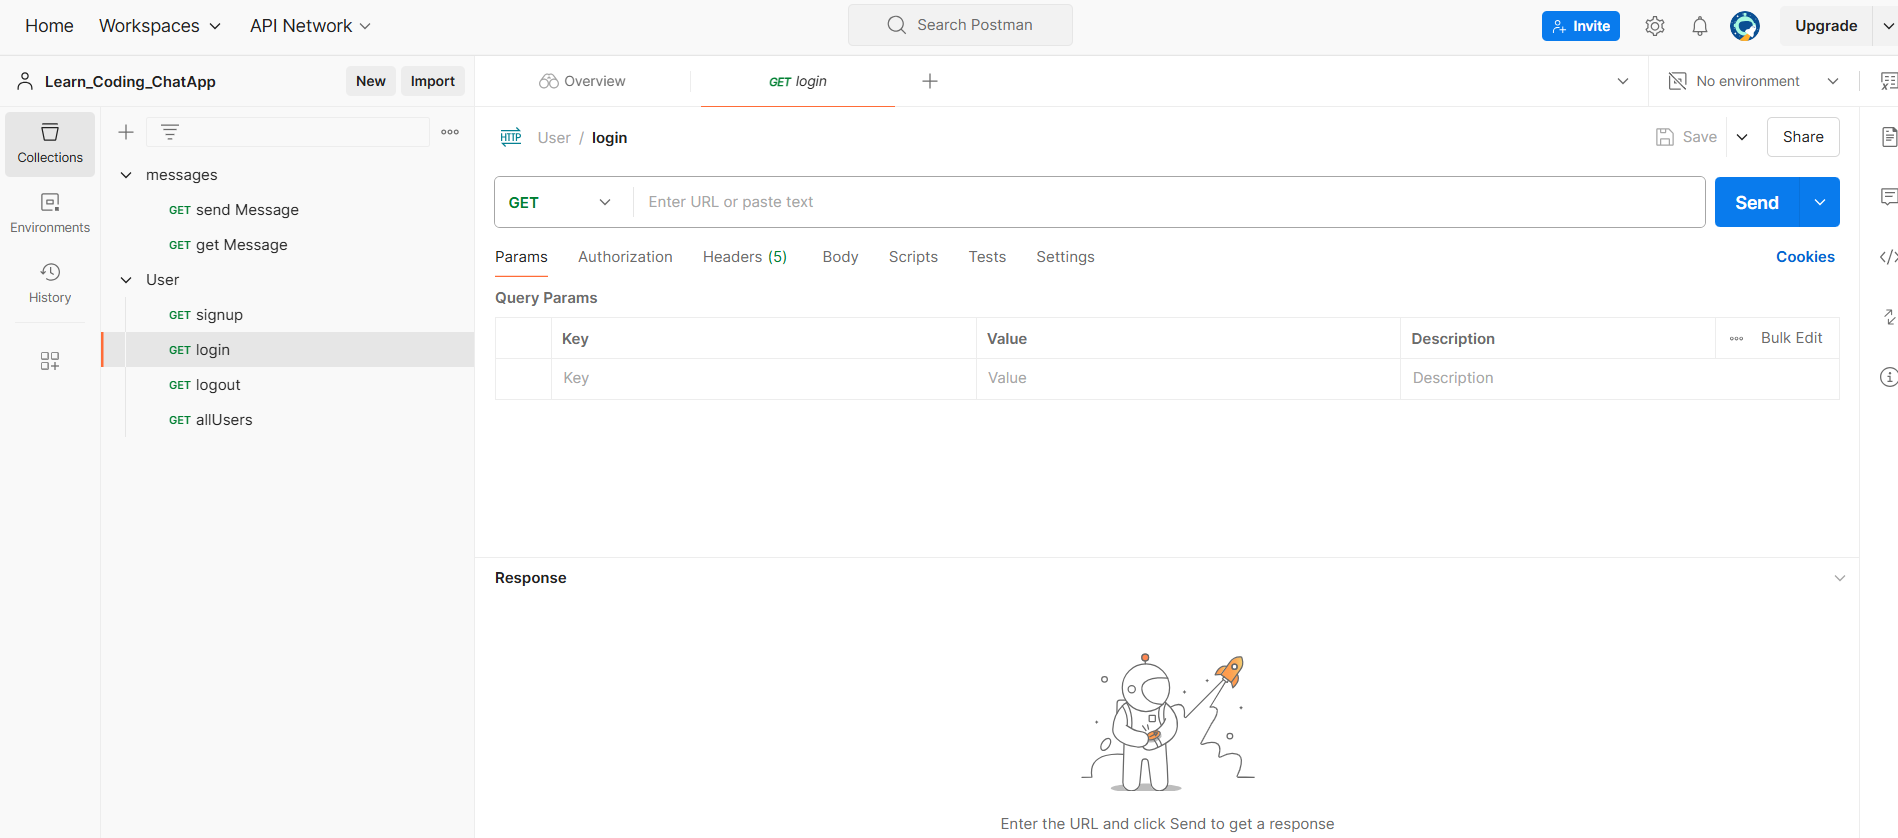 Home Workspaces API Network Search Postman Invite Upgrade
Learn_Coding_ChatApp New Import Overview GET login No environment
Collections
Environments
History
messages
GET send Message
GET get Message
User
GET signup
GET login
GET logout
GET allUsers
HTTP User / login Save Share
GET Enter URL or paste text Send
Params Authorization Headers (5) Body Scripts Tests Settings Cookies
Query Params
Key Value Description Bulk Edit
Key Value Description
Response
Enter the URL and click Send to get a response